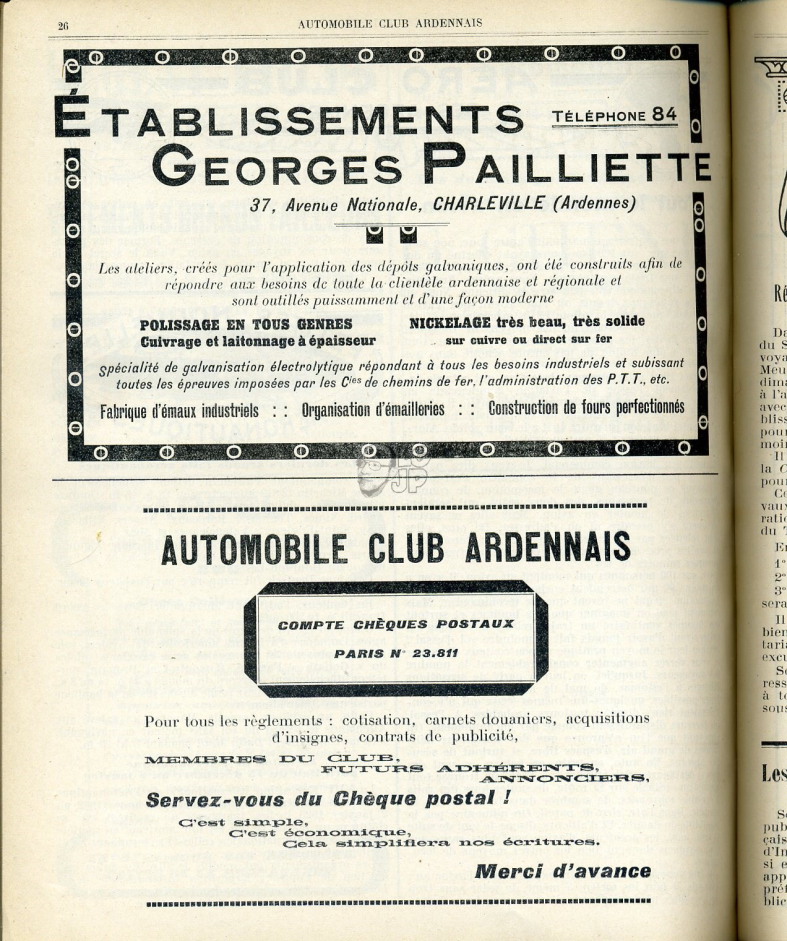 26
AUTOMOBILE CLUB ARDENNAIS
ÉTABLISSEMENTS
TÉLÉPHONE 84
GEORGES PAILLIETTE
37, Avenue Nationale, CHARLEVILLE (Ardennes)
Les ateliers, créés pour l'application des dépôts galvaniques, ont été construits afin de
répondre aux besoins de toute la clientèle ardennaise et régionale et
sont outillés puissamment et d'une façon moderne
POLISSAGE EN TOUS GENRES
Cuivrage et laitonnage à épaisseur
NICKELAGE très beau, très solide
sur cuivre ou direct sur fer
Spécialité de galvanisation électrolytique répondant à tous les besoins industriels et subissant
toutes les épreuves imposées par les Cies de chemins de fer, l'administration des P.T.T., etc.
Fabrique d'émaux industriels : : Organisation d'émailleries : : Construction de fours perfectionnés
JP
AUTOMOBILE CLUB ARDENNAIS
COMPTE CHÈQUES POSTAUX
PARIS N° 23.811
Pour tous les règlements : cotisation, carnets douaniers, acquisitions
d'insignes, contrats de publicité,
MEMBRES DU CLUB,
FUTURS ADHÉRENTS,
ANNONCIERS,
Servez-vous du Chèque postal !
C'est simple,
C'est économique,
Cela simplifiera nos écritures.
Merci d'avance